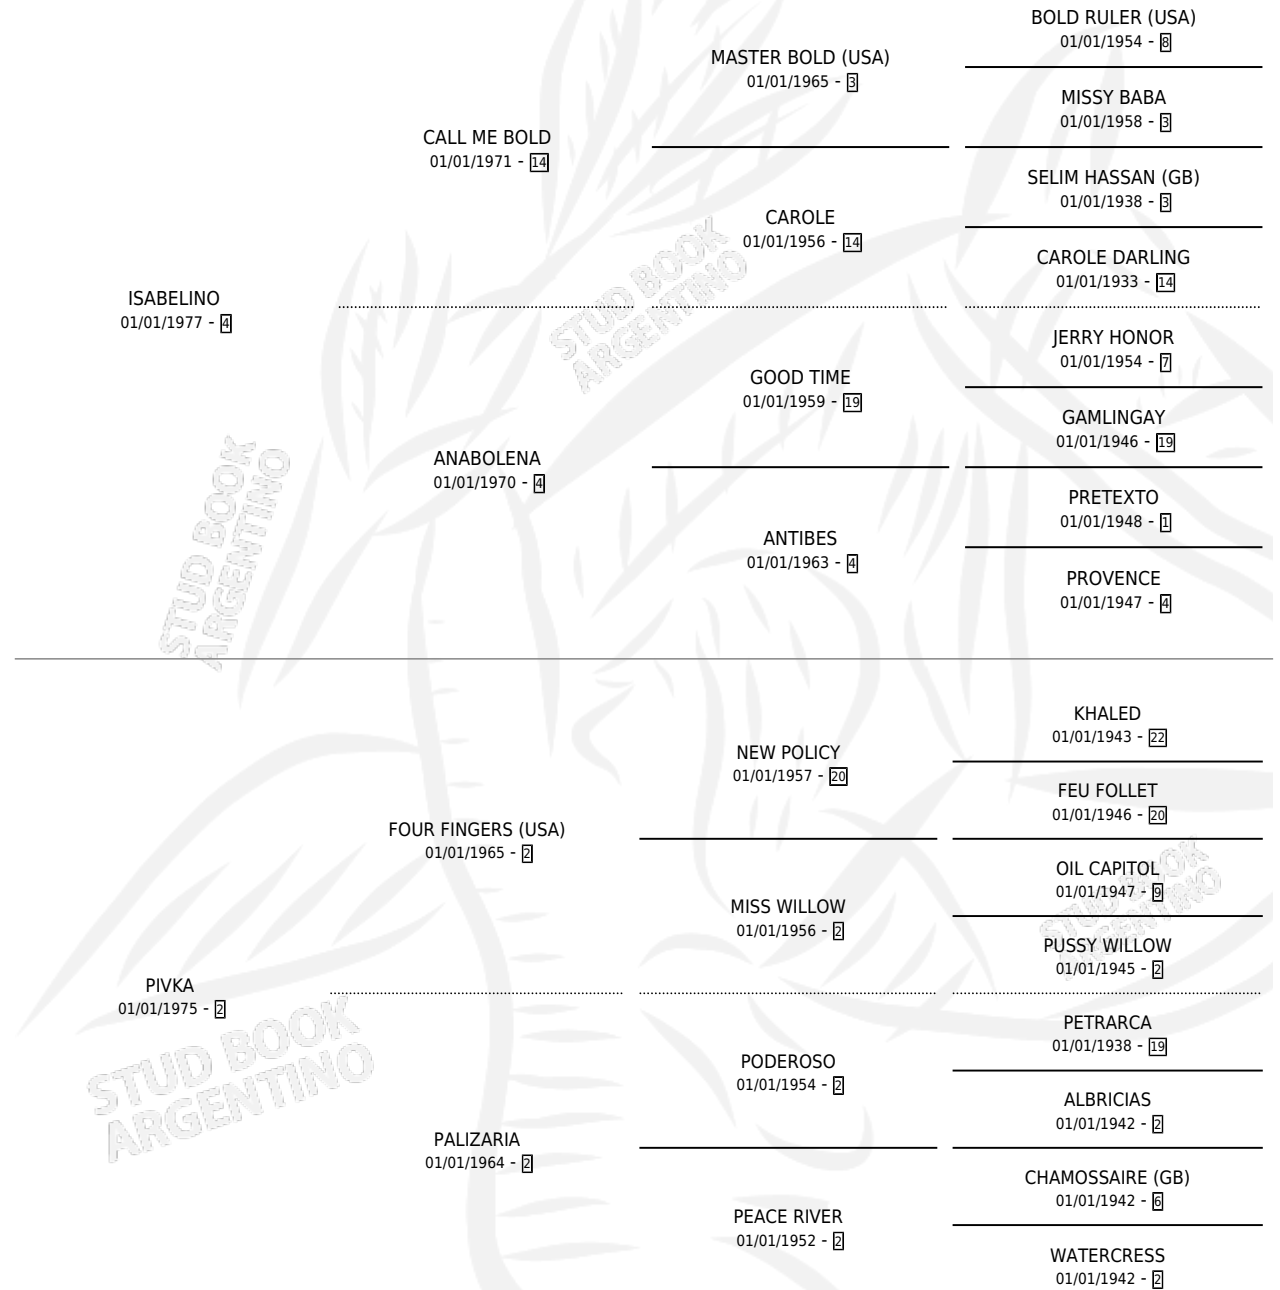 BOLD RULER (USA)
01/01/1954 - 8
MASTER BOLD (USA)
01/01/1965 - 3
MISSY BABA
01/01/1958 - 3
CALL ME BOLD
01/01/1971 - 14
SELIM HASSAN (GB)
01/01/1938 - 3
CAROLE
01/01/1956 - 14
CAROLE DARLING
01/01/1933 - 14
ISABELINO
01/01/1977 - 4
JERRY HONOR
01/01/1954 - 7
GOOD TIME
01/01/1959 - 19
GAMLINGAY
01/01/1946 - 19
ANABOLENA
01/01/1970 - 4
PRETEXTO
01/01/1948 - 1
ANTIBES
01/01/1963 - 4
PROVENCE
01/01/1947 - 4
KHALED
01/01/1943 - 22
NEW POLICY
01/01/1957 - 20
FEU FOLLET
01/01/1946 - 20
FOUR FINGERS (USA)
01/01/1965 - 2
OIL CAPITOL
01/01/1947 - 9
MISS WILLOW
01/01/1956 - 2
PUSSY WILLOW
01/01/1945 - 2
PIVKA
01/01/1975 - 2
PETRARCA
01/01/1938 - 19
PODEROSO
01/01/1954 - 2
ALBRICIAS
01/01/1942 - 2
PALIZARIA
01/01/1964 - 2
CHAMOSSAIRE (GB)
01/01/1942 - 6
PEACE RIVER
01/01/1952 - 2
WATERCRESS
01/01/1942 - 2
STUD BOOK
ARGENTINO
STUD BOOK
ARGENTINO
STUD BOOK
ARGENTINO
STUD BOOK
ARGENTINO